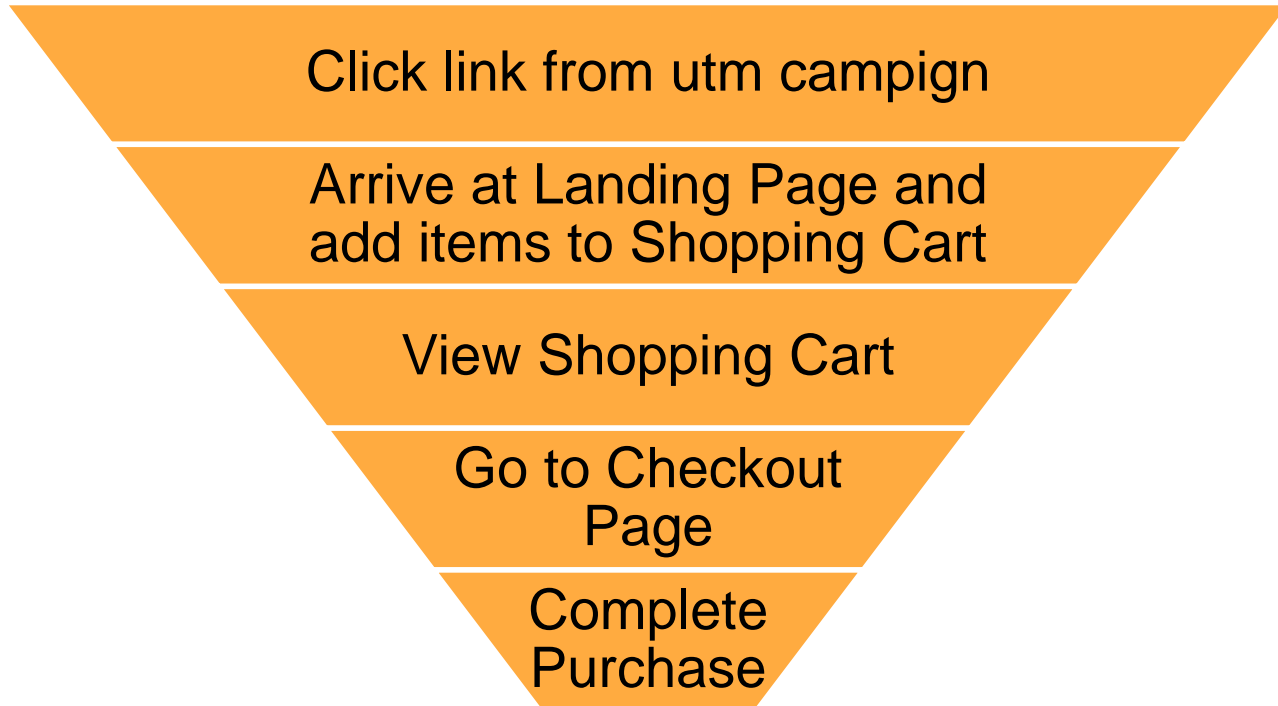 Click link from utm campign
Arrive at Landing Page and
add items to Shopping Cart
View Shopping Cart
Go to Checkout
Page
Complete
Purchase